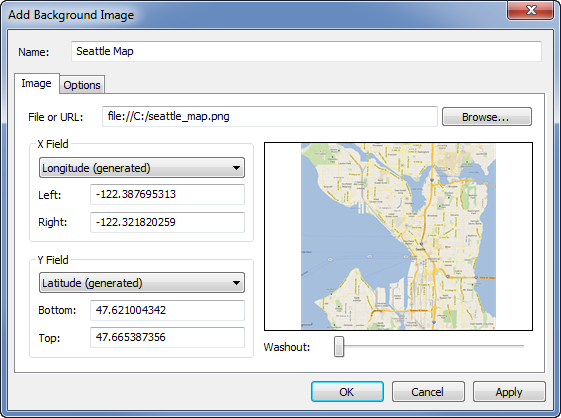 Add Background Image
Name: Seattle Map
Image Options
File or URL: file://C:/seattle_map.png Browse...
X Field
Longitude (generated)
Left: -122.387695313
Right: -122.321820259
Y Field
Latitude (generated)
Bottom: 47.621004342
Top: 47.665387356
Washout:
OK Cancel Apply